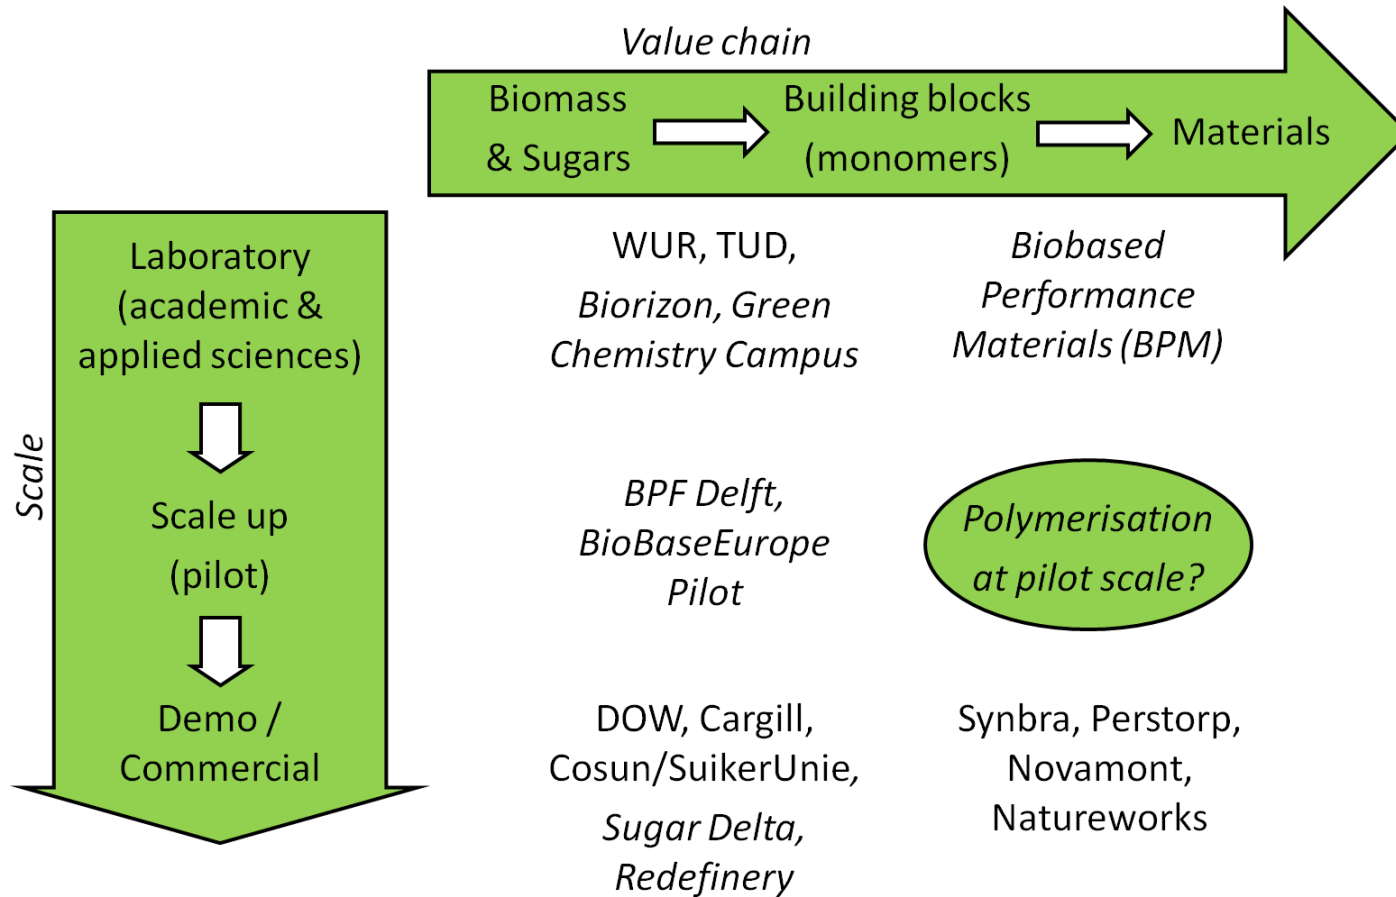 Value chain
Biomass
& Sugars
Building blocks
(monomers)
Materials
Scale
Laboratory
(academic &
applied sciences)
Scale up
(pilot)
Demo /
Commercial
WUR, TUD,
Biorizon, Green
Chemistry Campus
Biobased
Performance
Materials (BPM)
BPF Delft,
BioBaseEurope
Pilot
Polymerisation
at pilot scale?
DOW, Cargill,
Cosun/SuikerUnie,
Sugar Delta,
Redefinery
Synbra, Perstorp,
Novamont,
Natureworks